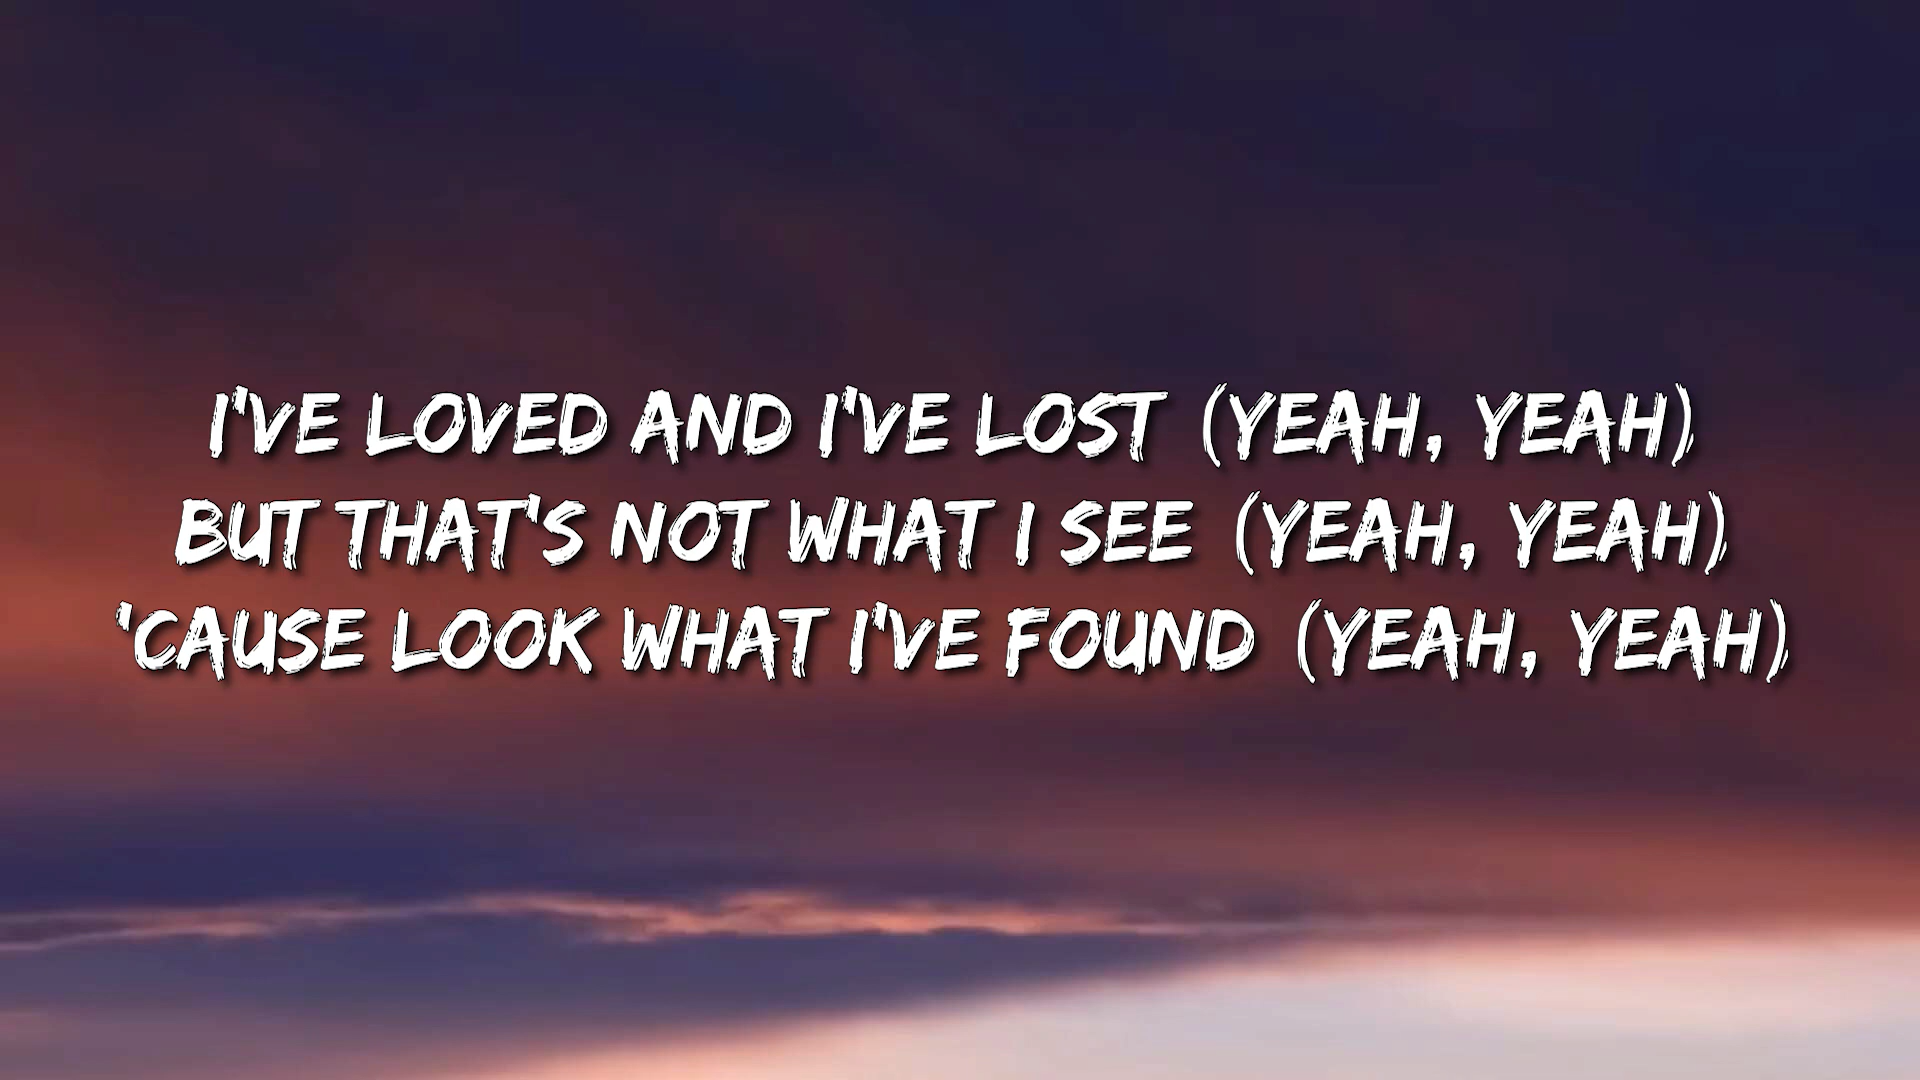 I'VE LOVED AND I'VE LOST (YEAH, YEAH)
BUT THAT'S NOT WHAT I SEE (YEAH, YEAH)
'CAUSE LOOK WHAT I'VE FOUND (YEAH, YEAH)